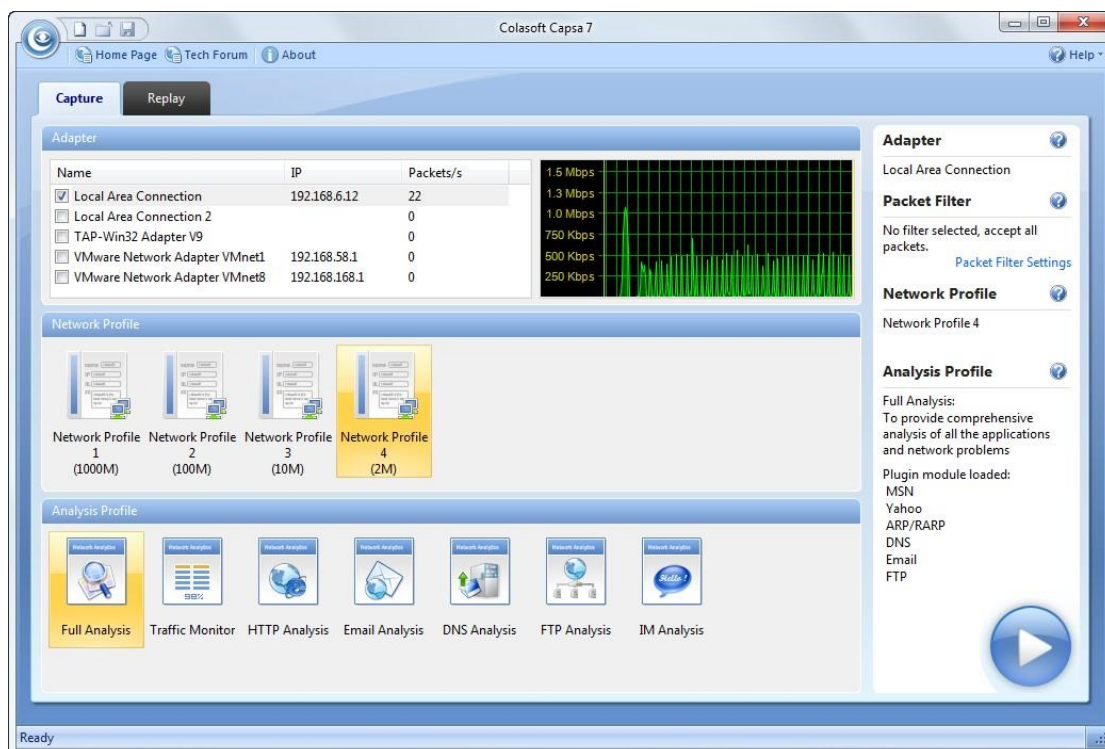 Colasoft Capsa 7
Home Page Tech Forum About Help
Capture Replay
Adapter
Name IP Packets/s
Local Area Connection 192.168.6.12 22
Local Area Connection 2 0
TAP-Win32 Adapter V9 0
VMware Network Adapter VMnet1 192.168.58.1 0
VMware Network Adapter VMnet8 192.168.168.1 0
1.5 Mbps
1.3 Mbps
1.0 Mbps
750 Kbps
500 Kbps
250 Kbps
Network Profile
Network Profile
1
(1000M)
Network Profile
2
(100M)
Network Profile
3
(10M)
Network Profile
4
(2M)
Analysis Profile
Network Analytics
98%
Hello !
Full Analysis Traffic Monitor HTTP Analysis Email Analysis DNS Analysis FTP Analysis IM Analysis
Adapter
Local Area Connection
Packet Filter
No filter selected, accept all
packets.
Packet Filter Settings
Network Profile
Network Profile 4
Analysis Profile
Full Analysis:
To provide comprehensive
analysis of all the applications
and network problems
Plugin module loaded:
MSN
Yahoo
ARP/RARP
DNS
Email
FTP
Ready